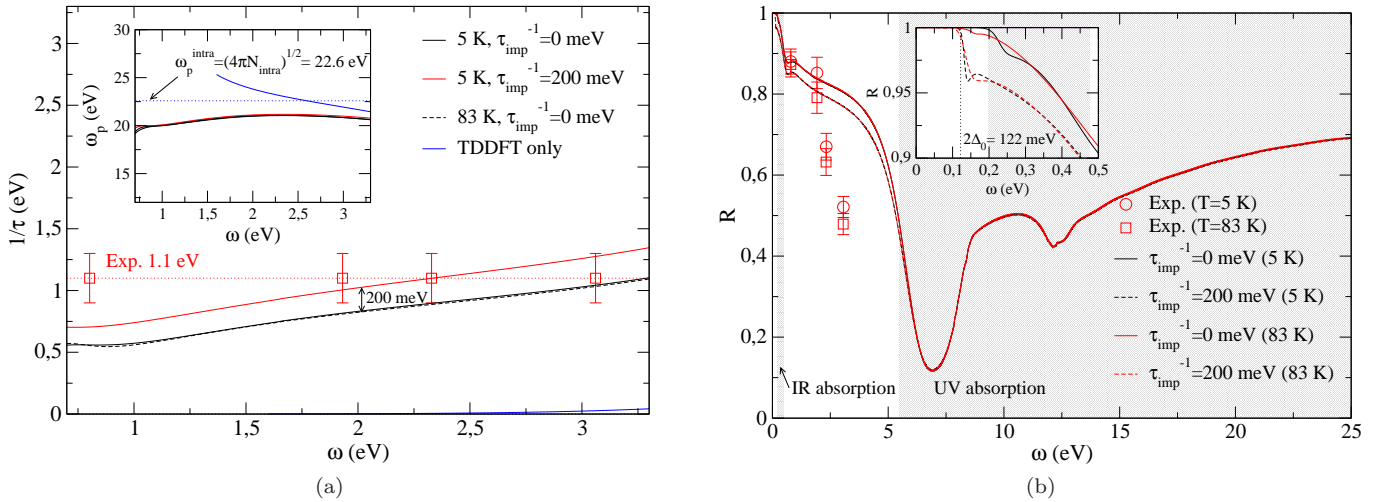 30
25
20
15
ω_p (eV)
ω_p^intra=(4πN_intra)^1/2= 22.6 eV
1
1,5
2
2,5
3
ω (eV)
5 K, τ_imp^-1=0 meV
5 K, τ_imp^-1=200 meV
83 K, τ_imp^-1=0 meV
TDDFT only
Exp. 1.1 eV
200 meV
3
2,5
2
1,5
1
0,5
0
1/τ (eV)
1
1,5
2
2,5
3
ω (eV)
(a)
1
0,8
0,6
0,4
0,2
0
R
1
0,95
0,9
R
2Δ_0= 122 meV
0
0,1
0,2
0,3
0,4
0,5
ω (eV)
Exp. (T=5 K)
Exp. (T=83 K)
τ_imp^-1=0 meV (5 K)
τ_imp^-1=200 meV (5 K)
τ_imp^-1=0 meV (83 K)
τ_imp^-1=200 meV (83 K)
IR absorption
UV absorption
0
5
10
15
20
25
ω (eV)
(b)